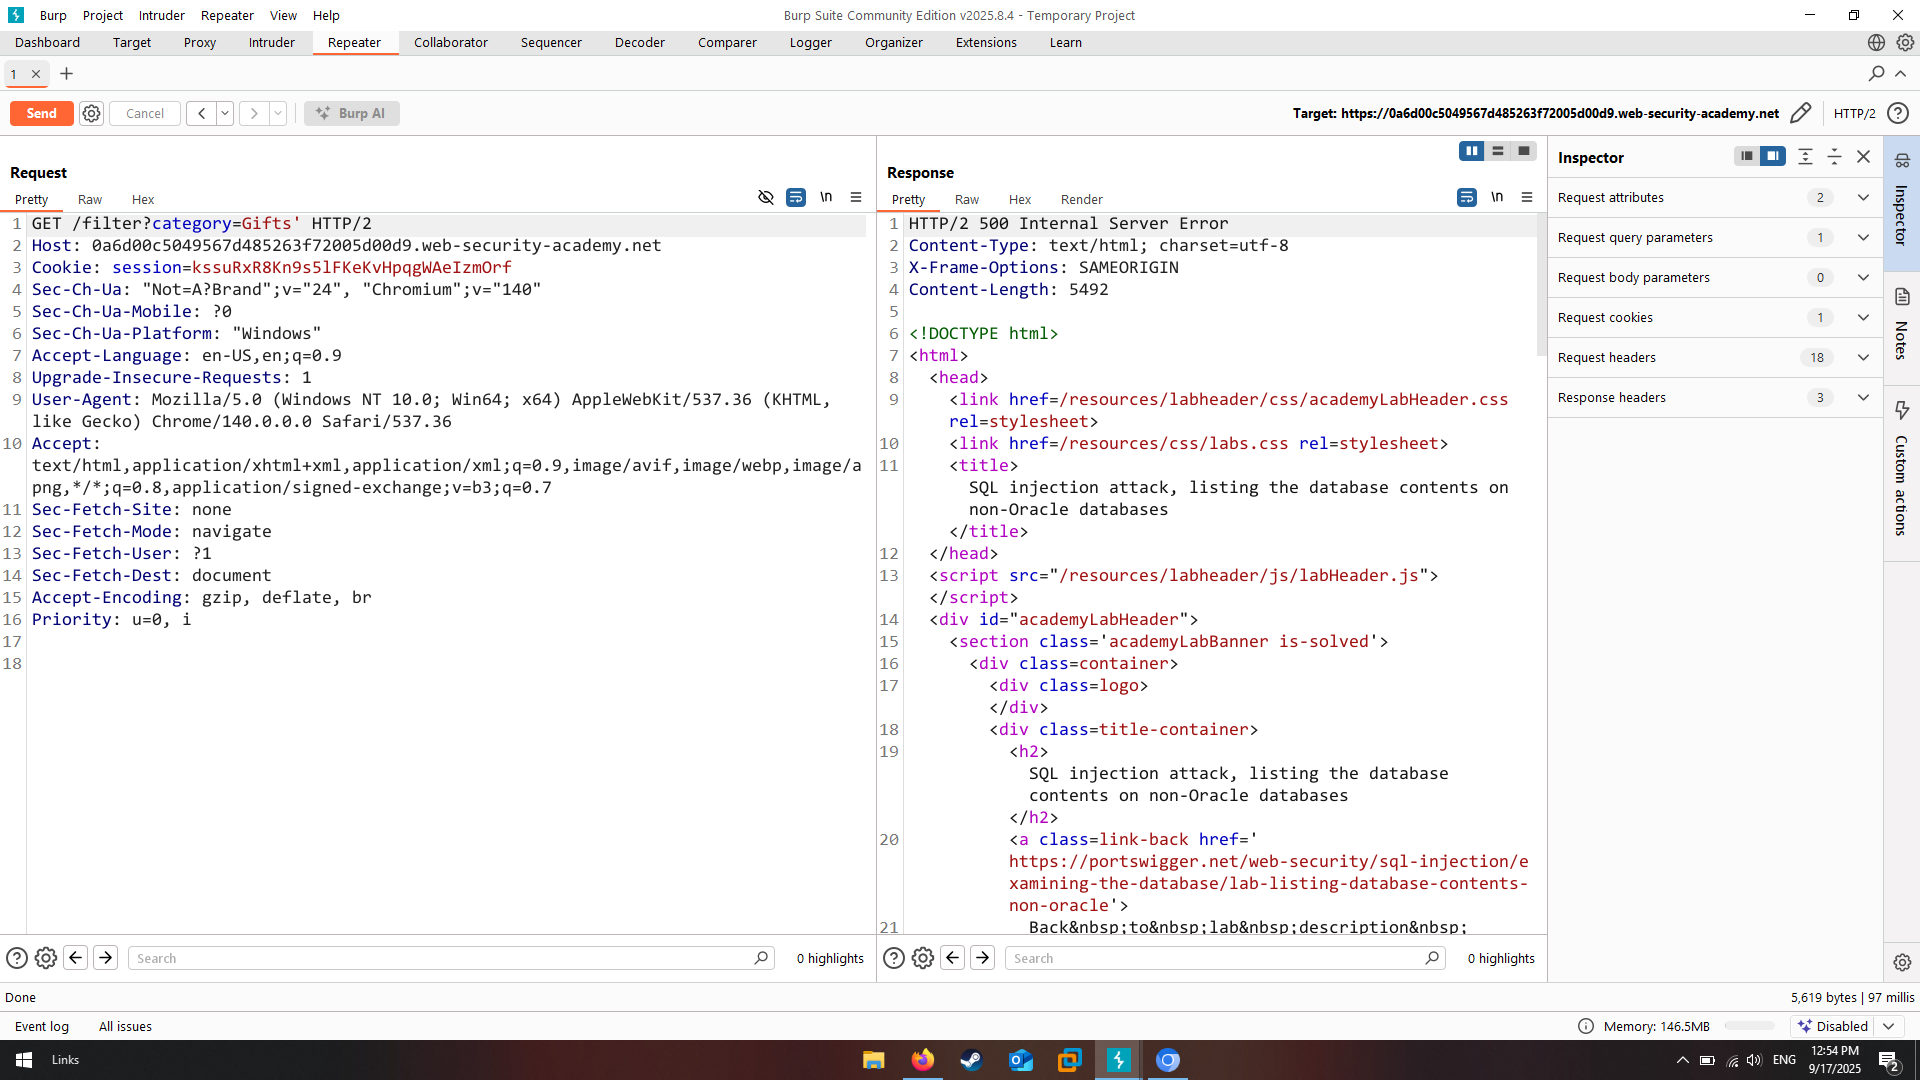 Burp Project Intruder Repeater View Help
Burp Suite Community Edition v2025.8.4 - Temporary Project
Dashboard Target Proxy Intruder Repeater Collaborator Sequencer Decoder Comparer Logger Organizer Extensions Learn
1
Send Cancel Burp AI
Target: https://0a6d00c5049567d485263f72005d00d9.web-security-academy.net
HTTP/2
Request
Pretty Raw Hex
\n
1 GET /filter?category=Gifts' HTTP/2
2 Host: 0a6d00c5049567d485263f72005d00d9.web-security-academy.net
3 Cookie: session=kssuRxR8Kn9s5lFKeKvHpqgWAeIzmOrf
4 Sec-Ch-Ua: "Not=A?Brand";v="24", "Chromium";v="140"
5 Sec-Ch-Ua-Mobile: ?0
6 Sec-Ch-Ua-Platform: "Windows"
7 Accept-Language: en-US,en;q=0.9
8 Upgrade-Insecure-Requests: 1
9 User-Agent: Mozilla/5.0 (Windows NT 10.0; Win64; x64) AppleWebKit/537.36 (KHTML,
like Gecko) Chrome/140.0.0.0 Safari/537.36
10 Accept:
text/html,application/xhtml+xml,application/xml;q=0.9,image/avif,image/webp,image/a
png,*/*;q=0.8,application/signed-exchange;v=b3;q=0.7
11 Sec-Fetch-Site: none
12 Sec-Fetch-Mode: navigate
13 Sec-Fetch-User: ?1
14 Sec-Fetch-Dest: document
15 Accept-Encoding: gzip, deflate, br
16 Priority: u=0, i
17
18
Search
0 highlights
Response
Pretty Raw Hex Render
\n
1 HTTP/2 500 Internal Server Error
2 Content-Type: text/html; charset=utf-8
3 X-Frame-Options: SAMEORIGIN
4 Content-Length: 5492
5
6 <!DOCTYPE html>
7 <html>
8 <head>
9 <link href=/resources/labheader/css/academyLabHeader.css
rel=stylesheet>
10 <link href=/resources/css/labs.css rel=stylesheet>
11 <title>
SQL injection attack, listing the database contents on
non-Oracle databases
</title>
12 </head>
13 <script src="/resources/labheader/js/labHeader.js">
</script>
14 <div id="academyLabHeader">
15 <section class='academyLabBanner is-solved'>
16 <div class=container>
17 <div class=logo>
</div>
18 <div class=title-container>
19 <h2>
SQL injection attack, listing the database
contents on non-Oracle databases
</h2>
20 <a class=link-back href='
https://portswigger.net/web-security/sql-injection/e
xamining-the-database/lab-listing-database-contents-
non-oracle'>
21 Back&nbsp;to&nbsp;lab&nbsp;description&nbsp;
Search
0 highlights
Inspector
Request attributes 2
Request query parameters 1
Request body parameters 0
Request cookies 1
Request headers 18
Response headers 3
Inspector
Notes
Custom actions
Done
5,619 bytes | 97 millis
Event log All issues
Memory: 146.5MB
Disabled
Links
ENG
12:54 PM
9/17/2025
2